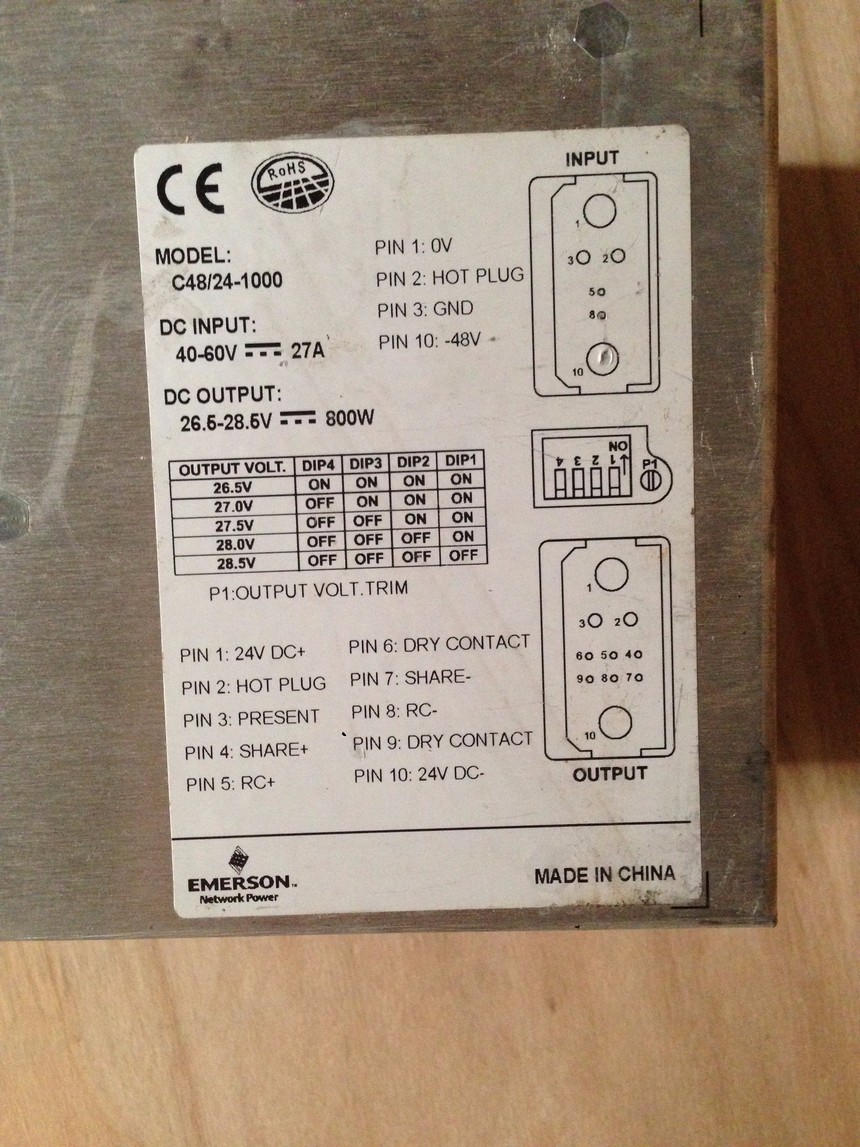 CE
RoHS
MODEL:
C48/24-1000
DC INPUT:
40-60V 27A
DC OUTPUT:
26.5-28.5V 800W
PIN 1: 0V
PIN 2: HOT PLUG
PIN 3: GND
PIN 10: -48V
INPUT
1
3 2
5
8
10
OUTPUT VOLT. DIP4 DIP3 DIP2 DIP1
26.5V ON ON ON ON
27.0V OFF ON ON ON
27.5V OFF OFF ON ON
28.0V OFF OFF OFF ON
28.5V OFF OFF OFF OFF
P1:OUTPUT VOLT.TRIM
ON
4 3 2 1
P1
PIN 1: 24V DC+
PIN 2: HOT PLUG
PIN 3: PRESENT
PIN 4: SHARE+
PIN 5: RC+
PIN 6: DRY CONTACT
PIN 7: SHARE-
PIN 8: RC-
PIN 9: DRY CONTACT
PIN 10: 24V DC-
1
3 2
6 5 4
9 8 7
10
OUTPUT
EMERSON™
Network Power
MADE IN CHINA